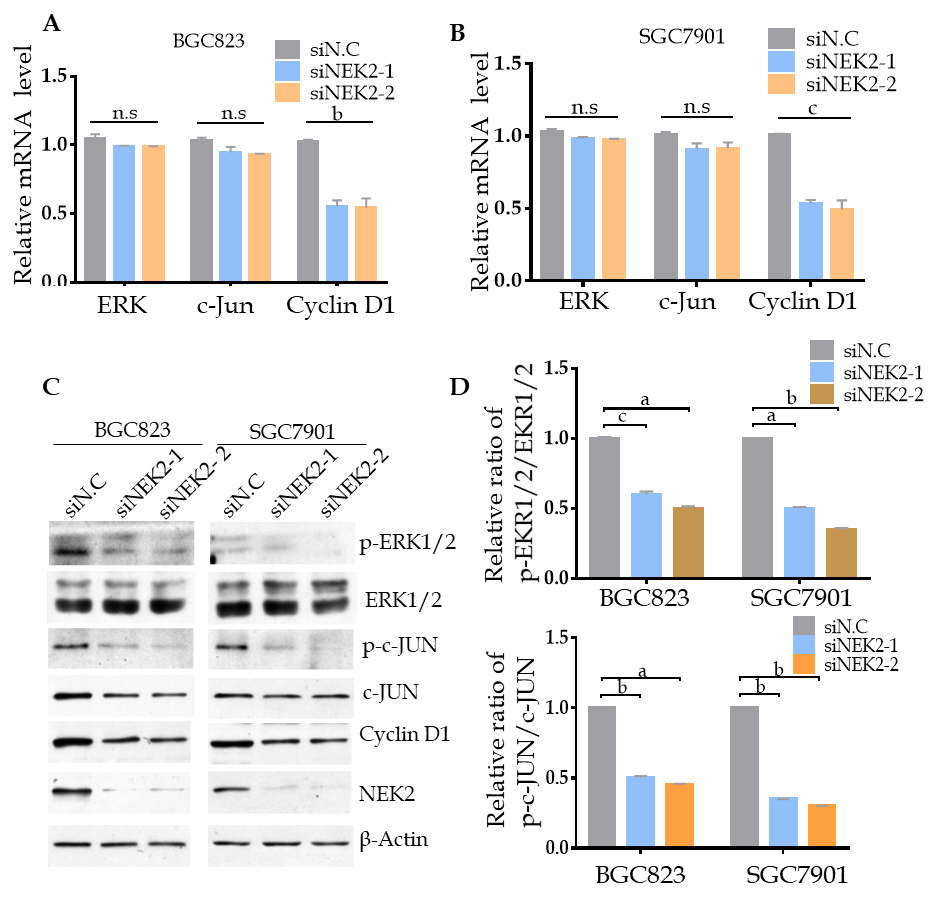 A
BGC823
siN.C
siNEK2-1
siNEK2-2
Relative mRNA level
1.5
1.0
0.5
0.0
n.s
n.s
b
ERK
c-Jun
Cyclin D1
B
SGC7901
siN.C
siNEK2-1
siNEK2-2
Relative mRNA level
1.5
1.0
0.5
0.0
n.s
n.s
c
ERK
c-Jun
Cyclin D1
C
BGC823
SGC7901
siN.C
siNEK2-1
siNEK2-2
siN.C
siNEK2-1
siNEK2-2
p-ERK1/2
ERK1/2
p-c-JUN
c-JUN
Cyclin D1
NEK2
β-Actin
D
siN.C
siNEK2-1
siNEK2-2
Relative ratio of
p-EKR1/2/EKR1/2
1.5
1.0
0.5
0.0
a
c
b
a
BGC823
SGC7901
siN.C
siNEK2-1
siNEK2-2
Relative ratio of
p-c-JUN/c-JUN
1.5
1.0
0.5
0.0
a
b
b
b
BGC823
SGC7901